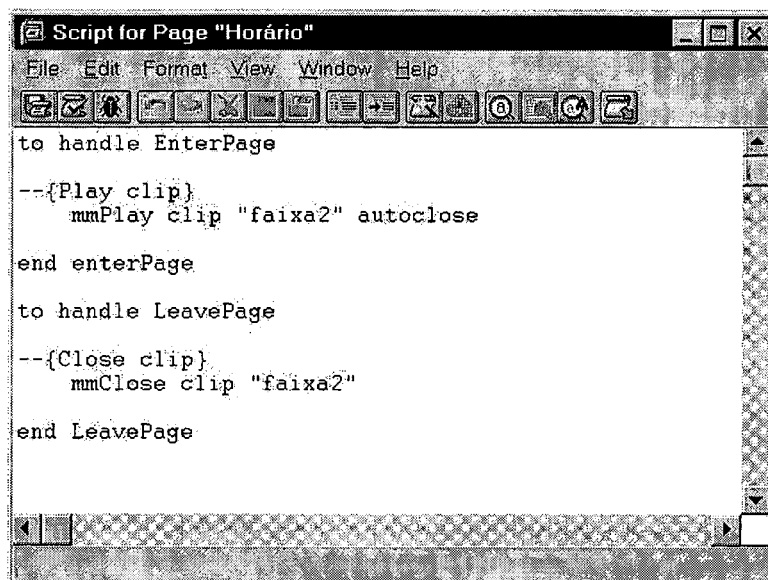 Script for Page "Horário"
File Edit Format View Window Help
to handle EnterPage
--{Play clip}
mmPlay clip "faixa2" autoclose
end enterPage
to handle LeavePage
--{Close clip}
mmClose clip "faixa2"
end LeavePage